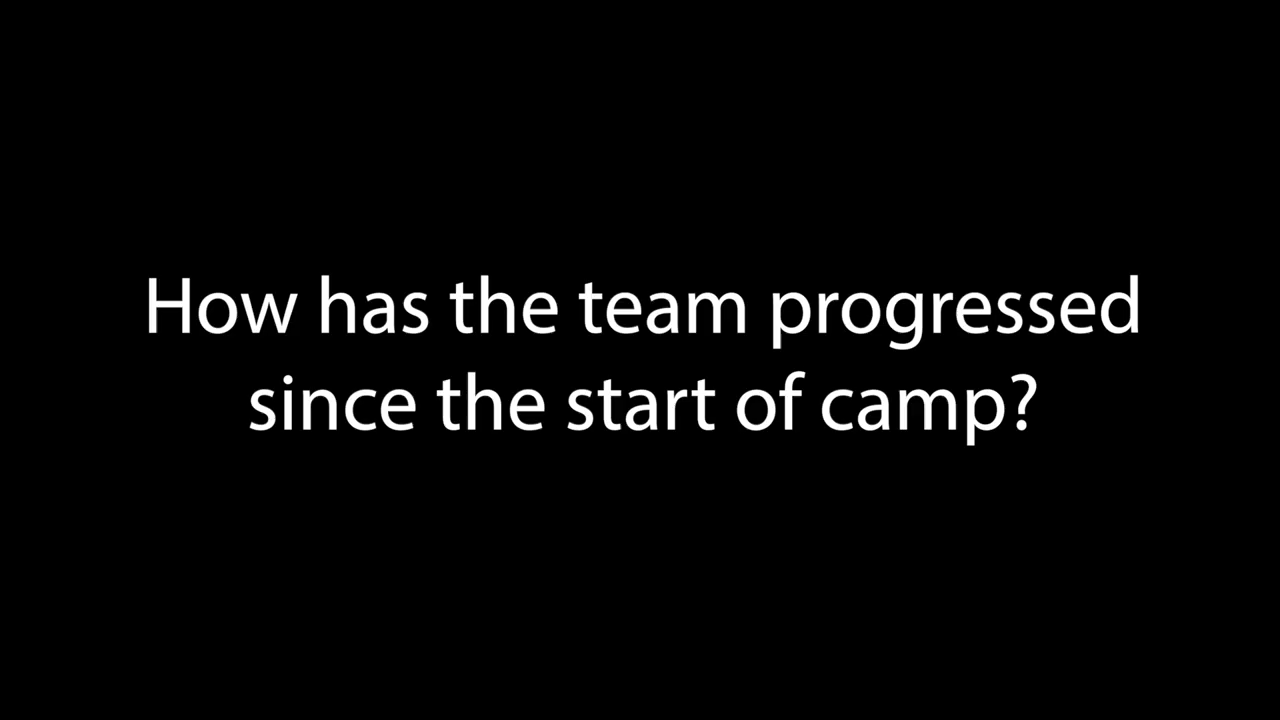 How has the team progressed
since the start of camp?